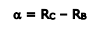 α = Rc – RB